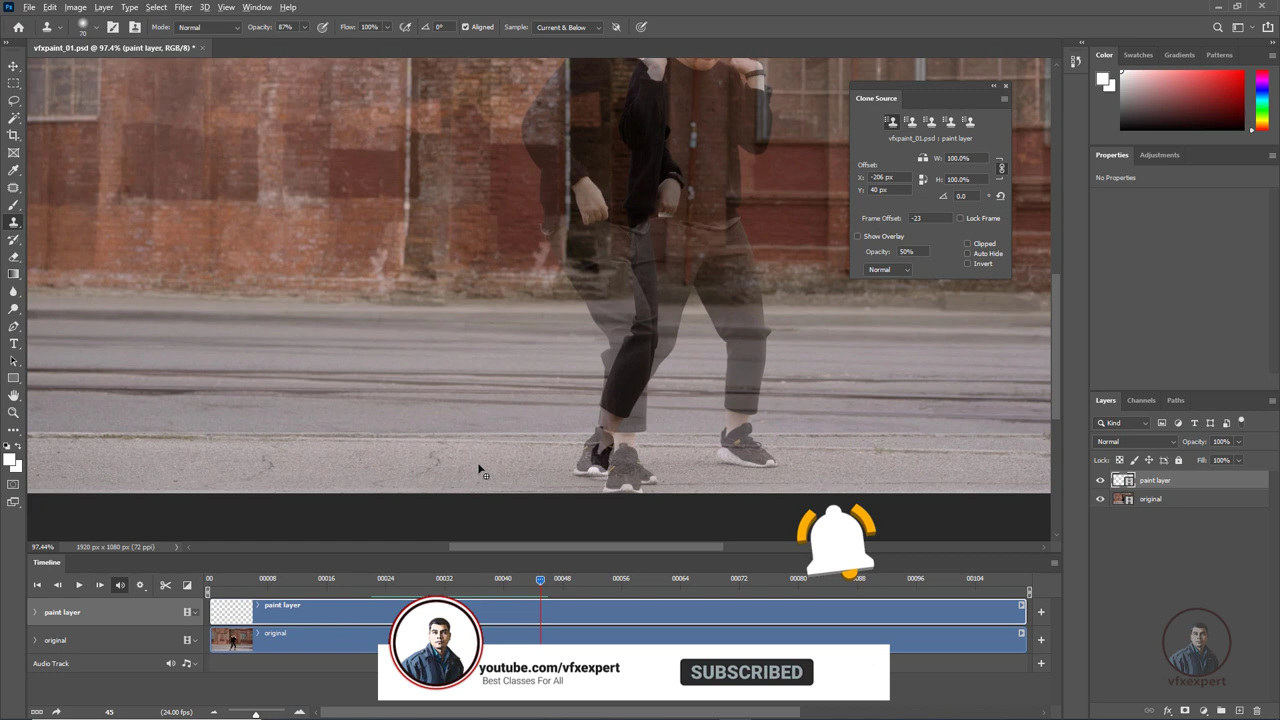 Ps File Edit Image Layer Type Select Filter 3D View Window Help
70 Mode: Normal Opacity: 87% Flow: 100% 0° Aligned Sample: Current & Below
vfxpaint_01.psd @ 97.4% (paint layer, RGB/8) * ×
Clone Source
vfxpaint_01.psd : paint layer
Offset: W: 100.0%
X: -206 px H: 100.0%
Y: 40 px 0.0 °
Frame Offset: -23 Lock Frame
Show Overlay
Opacity: 50% Clipped
Auto Hide
Normal Invert
Color Swatches Gradients Patterns
Properties Adjustments
No Properties
Layers Channels Paths
Kind
Normal Opacity: 100%
Lock: Fill: 100%
paint layer
original
97.44% 1920 px x 1080 px (72 ppi)
Timeline
00 00008 00016 00024 00032 00040 00048 00056 00064 00072 00080 00088 00096 00104
paint layer paint layer
original original
Audio Track
youtube.com/vfxexpert
Best Classes For All
SUBSCRIBED
vfxexpert
45 (24.00 fps)